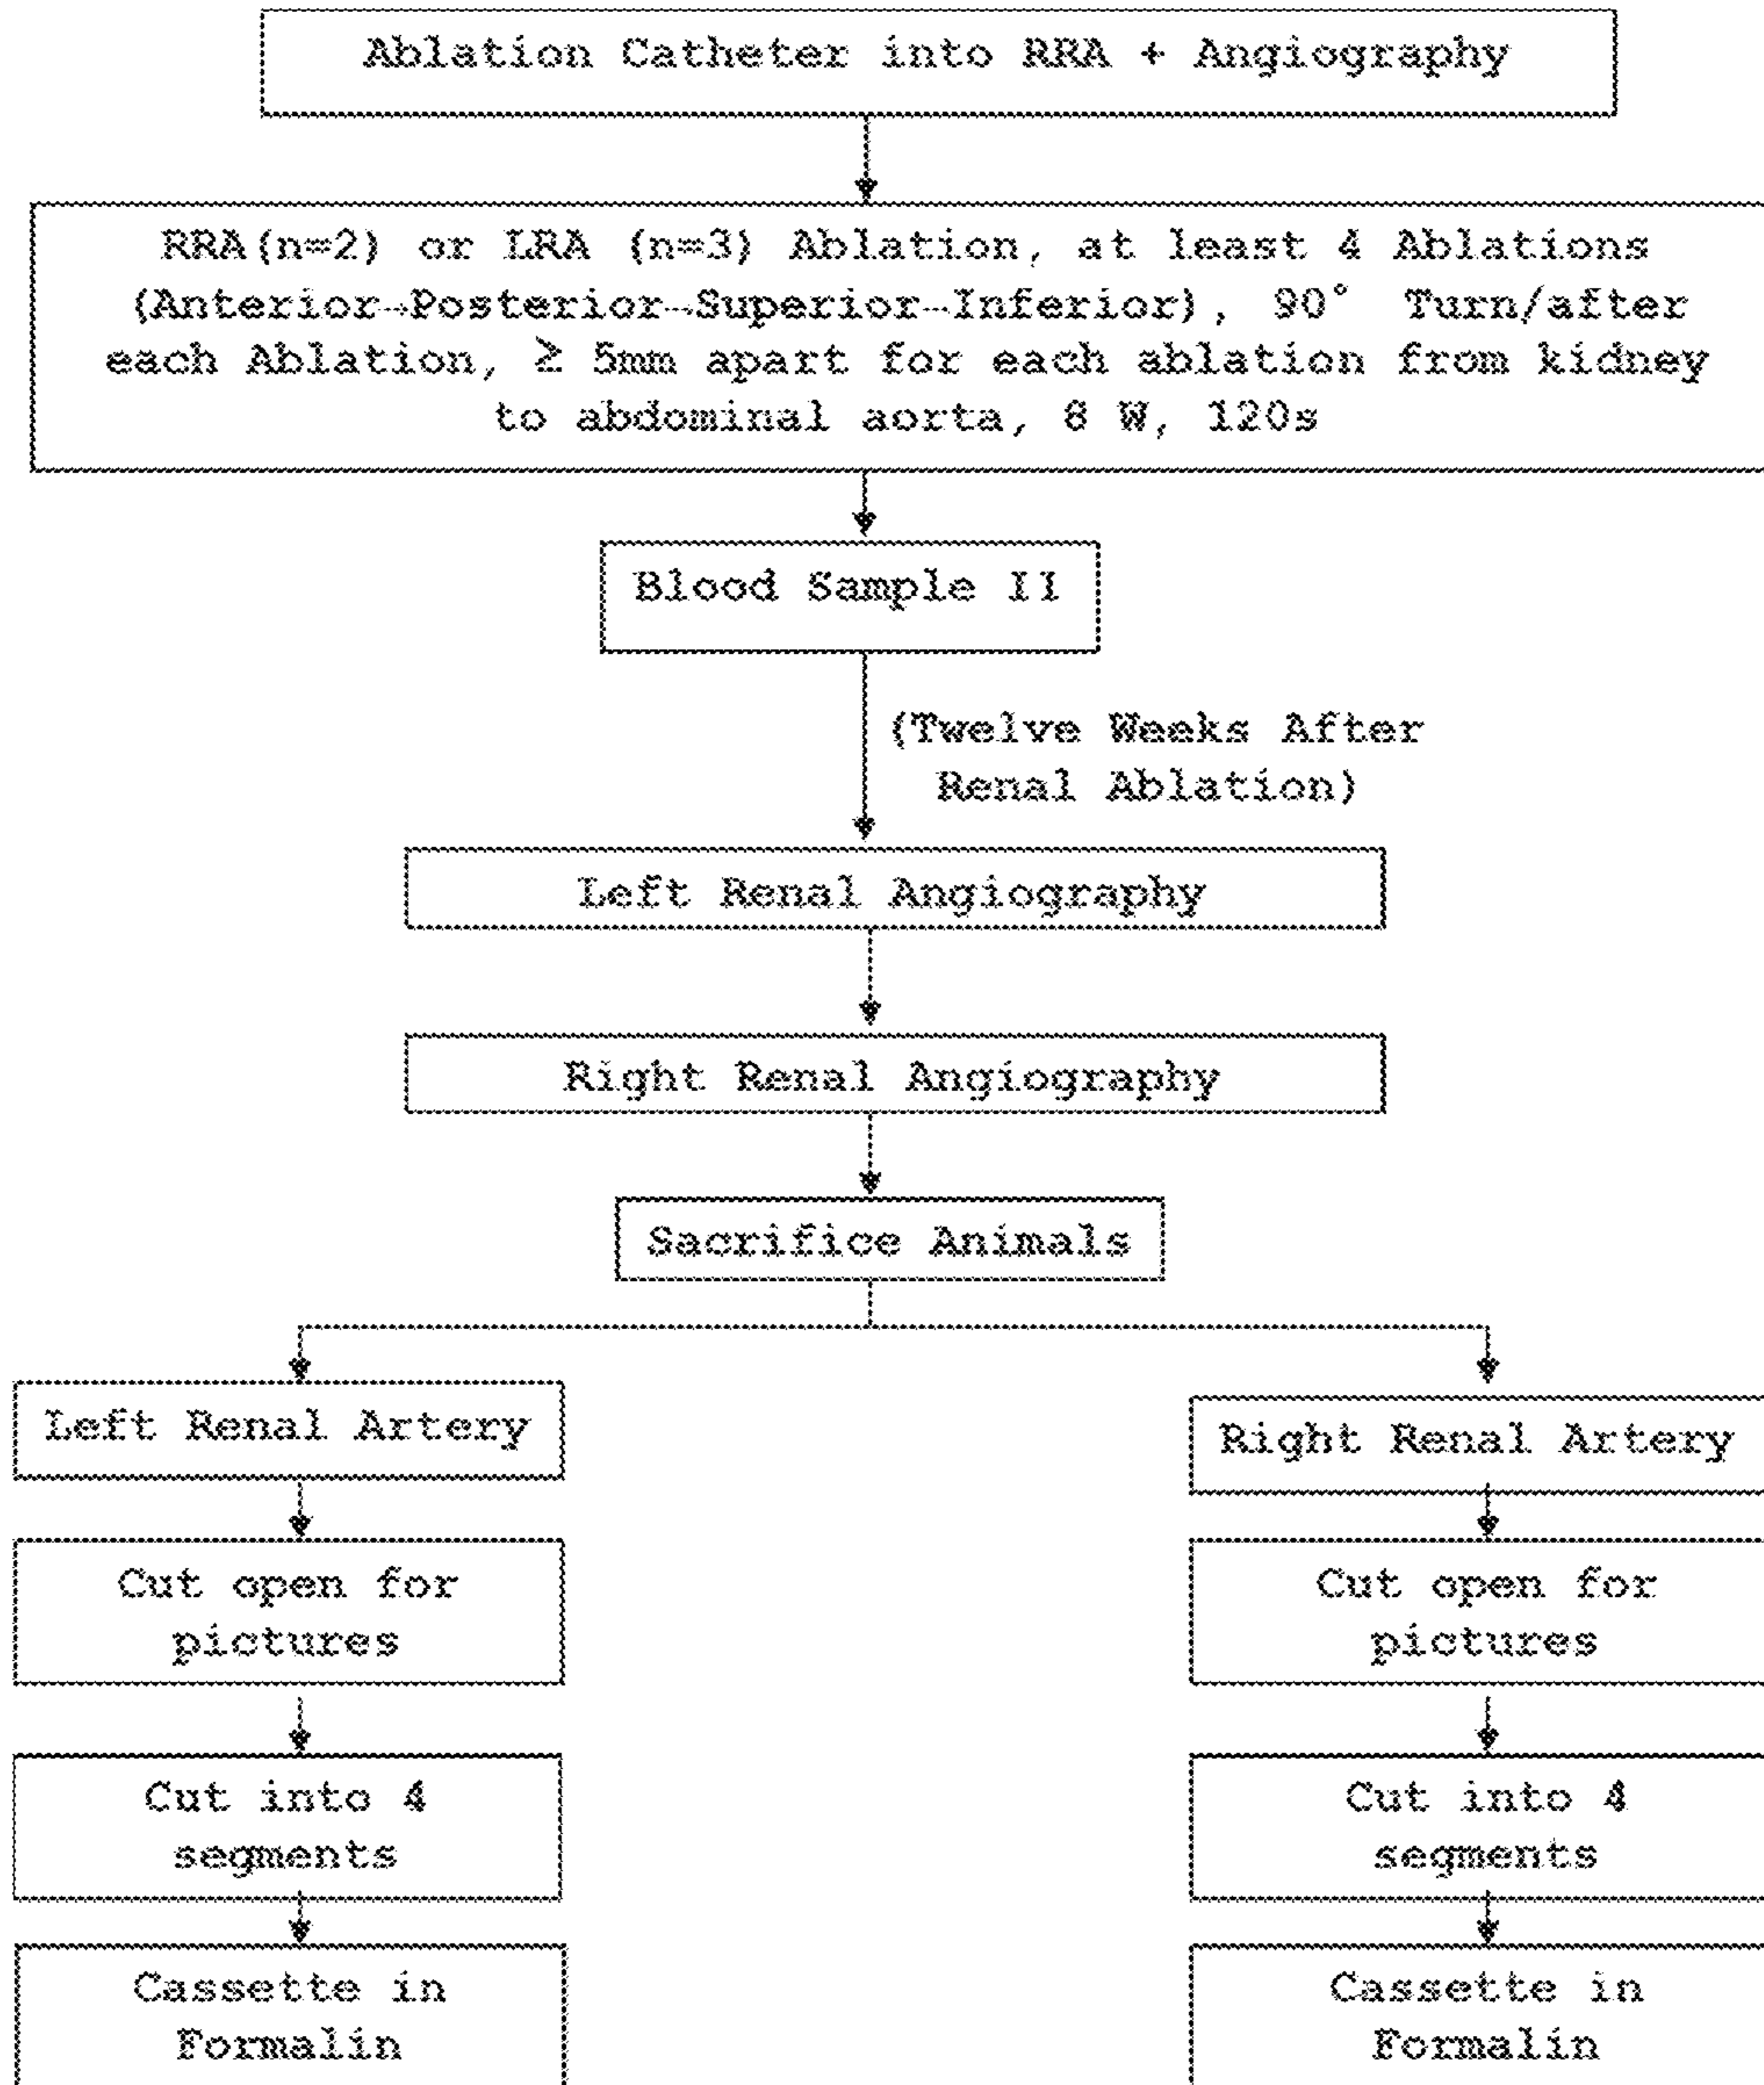 Ablation Catheter into RRA + Angiography
RRA(n=2) or LRA (n=3) Ablation, at least 4 Ablations
(Anterior→Posterior→Superior→Inferior), 90° Turn/after
each Ablation, ≥ 5mm apart for each ablation from kidney
to abdominal aorta, W, 120s
Blood Sample II
(Twelve Weeks After
Renal Ablation)
Left Renal Angiography
Right Renal Angiography
Sacrifice Animals
Left Renal Artery
Right Renal Artery
Cut open for
pictures
Cut open for
pictures
Cut into 4
segments
Cut into 4
segments
Cassette in
Formalin
Cassette in
Formalin